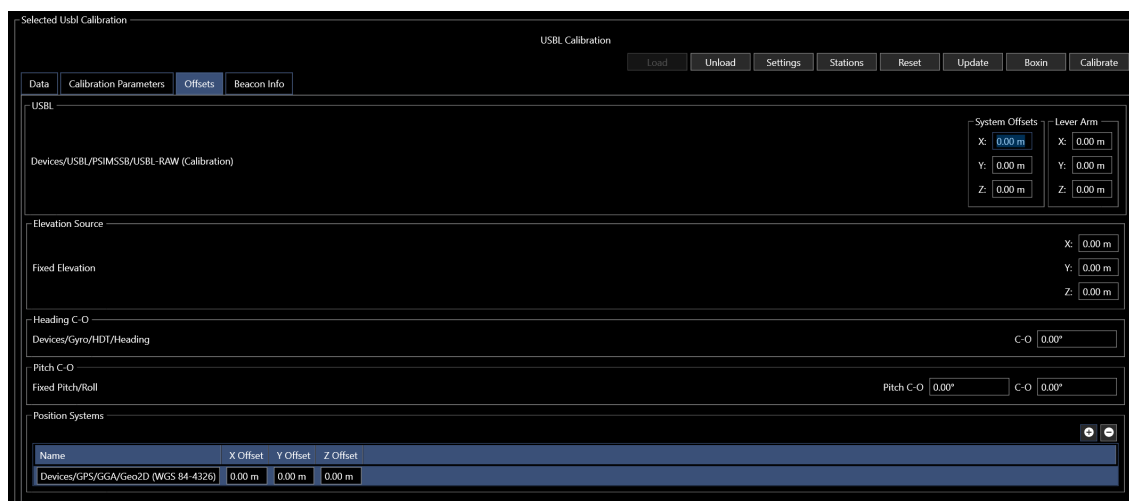 Selected Usbl Calibration
USBL Calibration
Load Unload Settings Stations Reset Update Boxin Calibrate
Data Calibration Parameters Offsets Beacon Info
USBL
System Offsets Lever Arm
X: 0.00 m X: 0.00 m
Devices/USBL/PSIMSSB/USBL-RAW (Calibration)
Y: 0.00 m Y: 0.00 m
Z: 0.00 m Z: 0.00 m
Elevation Source
X: 0.00 m
Fixed Elevation Y: 0.00 m
Z: 0.00 m
Heading C-O
Devices/Gyro/HDT/Heading C-O 0.00°
Pitch C-O
Fixed Pitch/Roll Pitch C-O 0.00° C-O 0.00°
Position Systems
Name X Offset Y Offset Z Offset
Devices/GPS/GGA/Geo2D (WGS 84-4326) 0.00 m 0.00 m 0.00 m